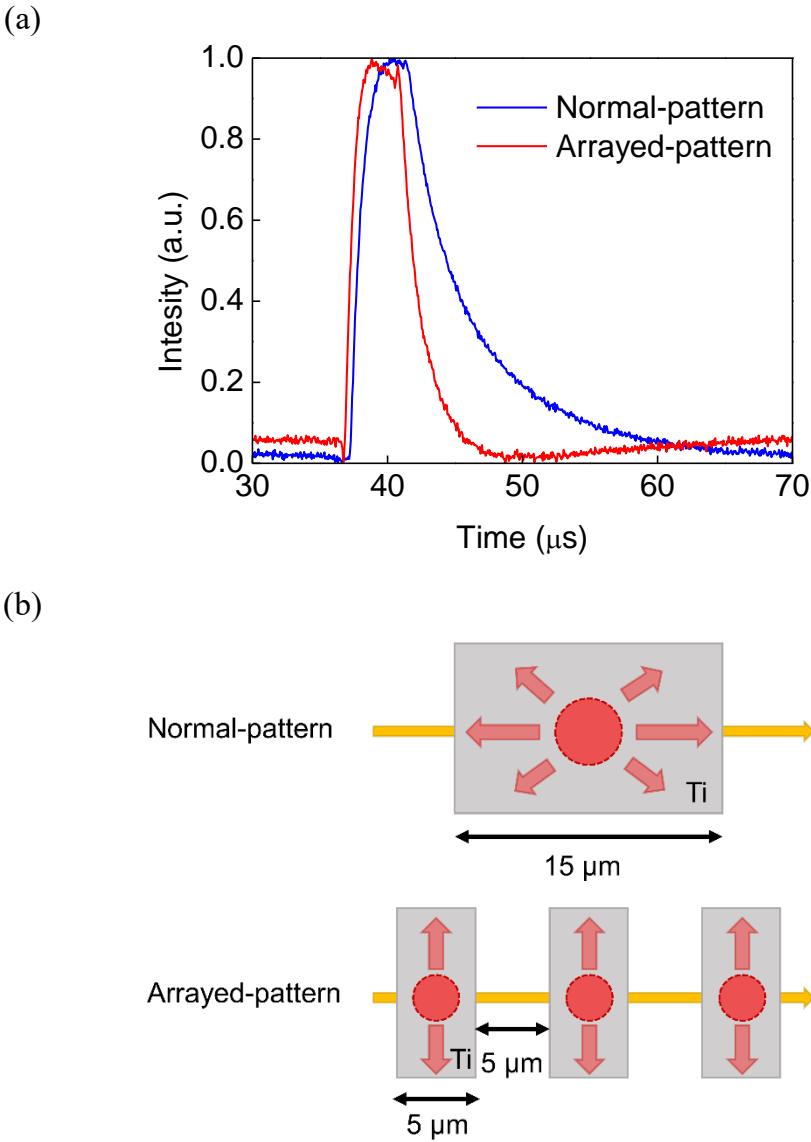 (a)
1.0
0.8
0.6
0.4
0.2
0.0
Intesity (a.u.)
Normal-pattern
Arrayed-pattern
30 40 50 60 70
Time (μs)
(b)
Normal-pattern
Ti
15 μm
Arrayed-pattern
Ti
5 μm
5 μm